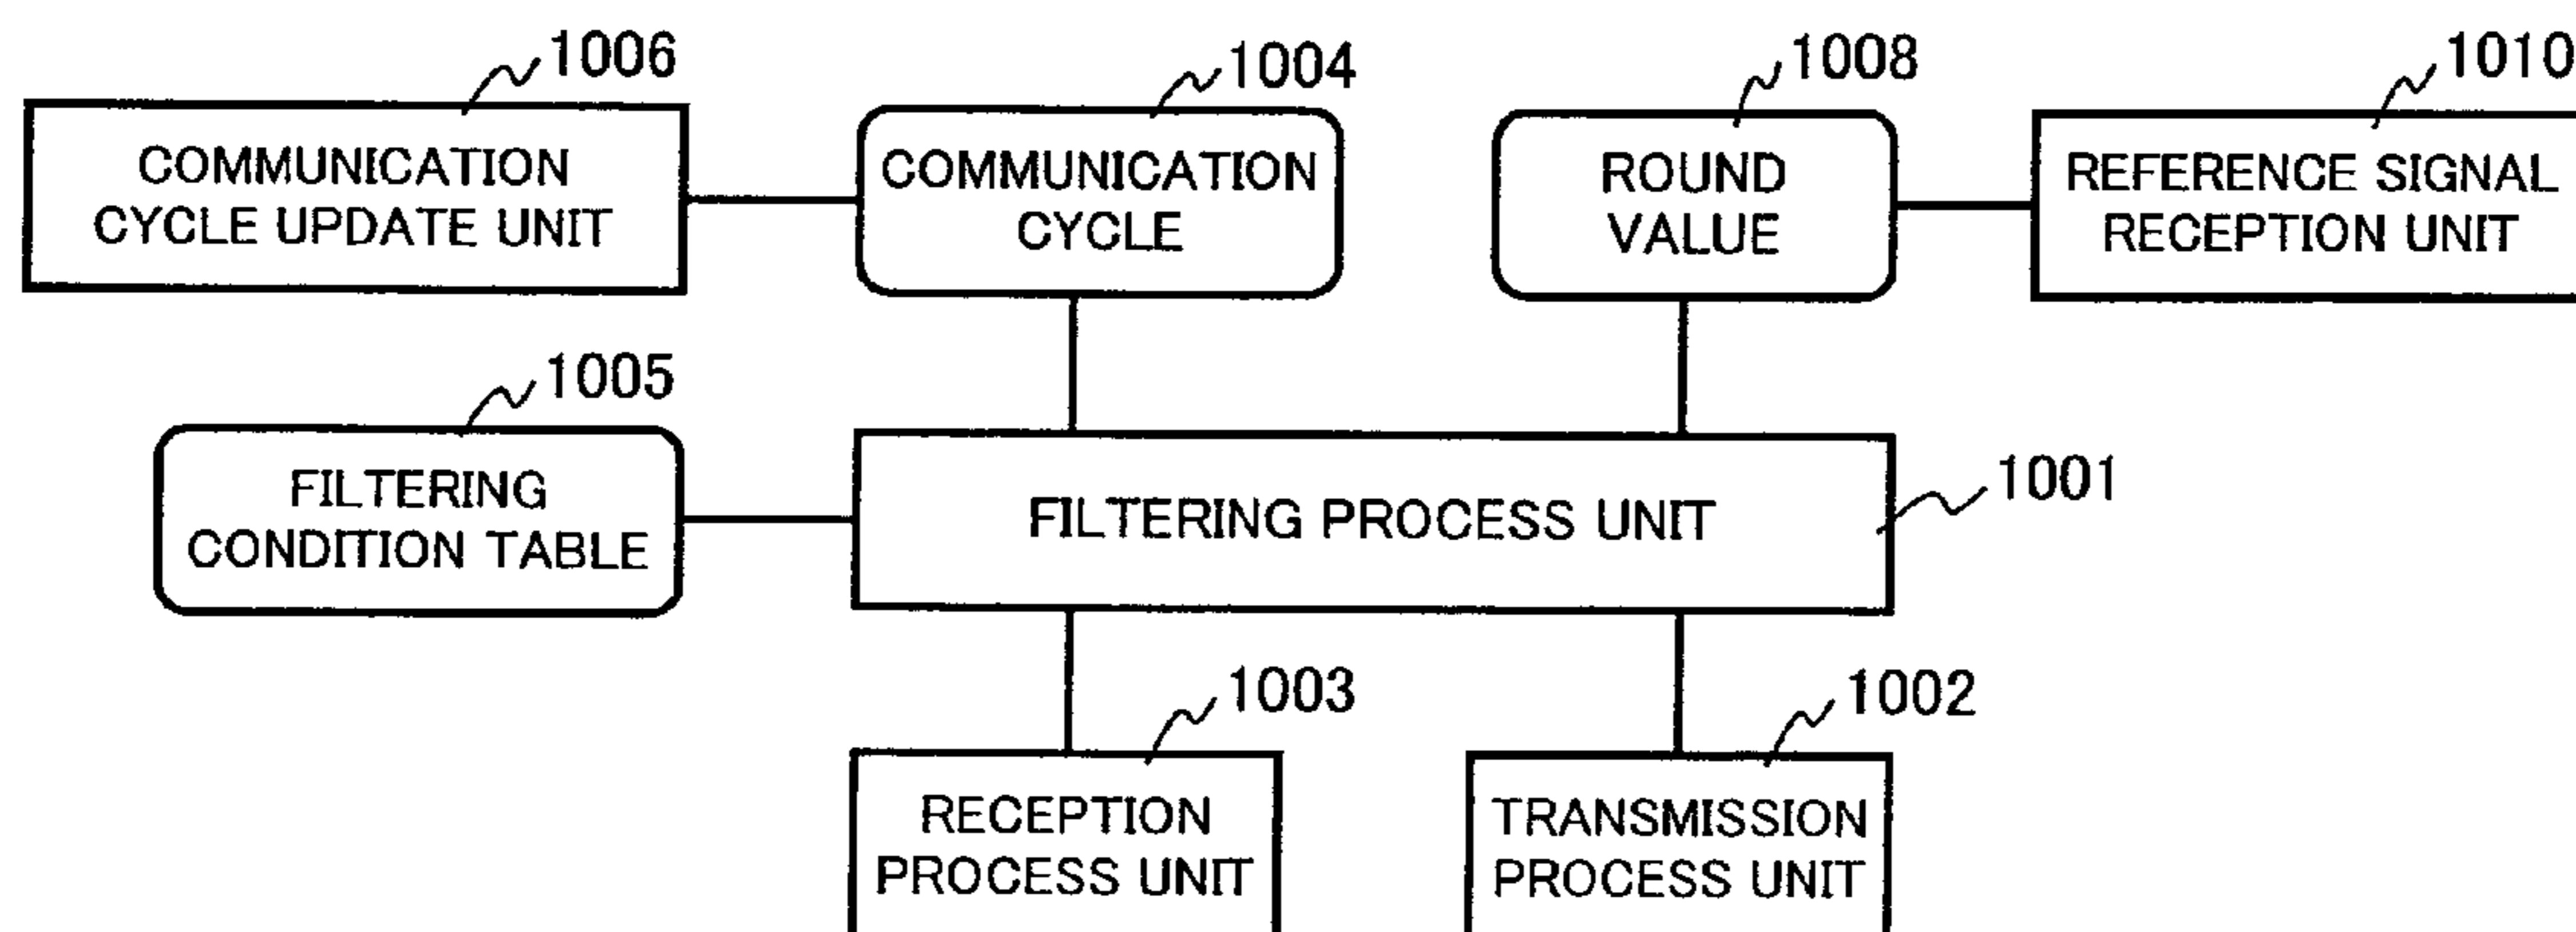 1006
1004
1008
1010
COMMUNICATION
CYCLE UPDATE UNIT
COMMUNICATION
CYCLE
ROUND
VALUE
REFERENCE SIGNAL
RECEPTION UNIT
1005
FILTERING
CONDITION TABLE
FILTERING PROCESS UNIT
1001
1003
1002
RECEPTION
PROCESS UNIT
TRANSMISSION
PROCESS UNIT